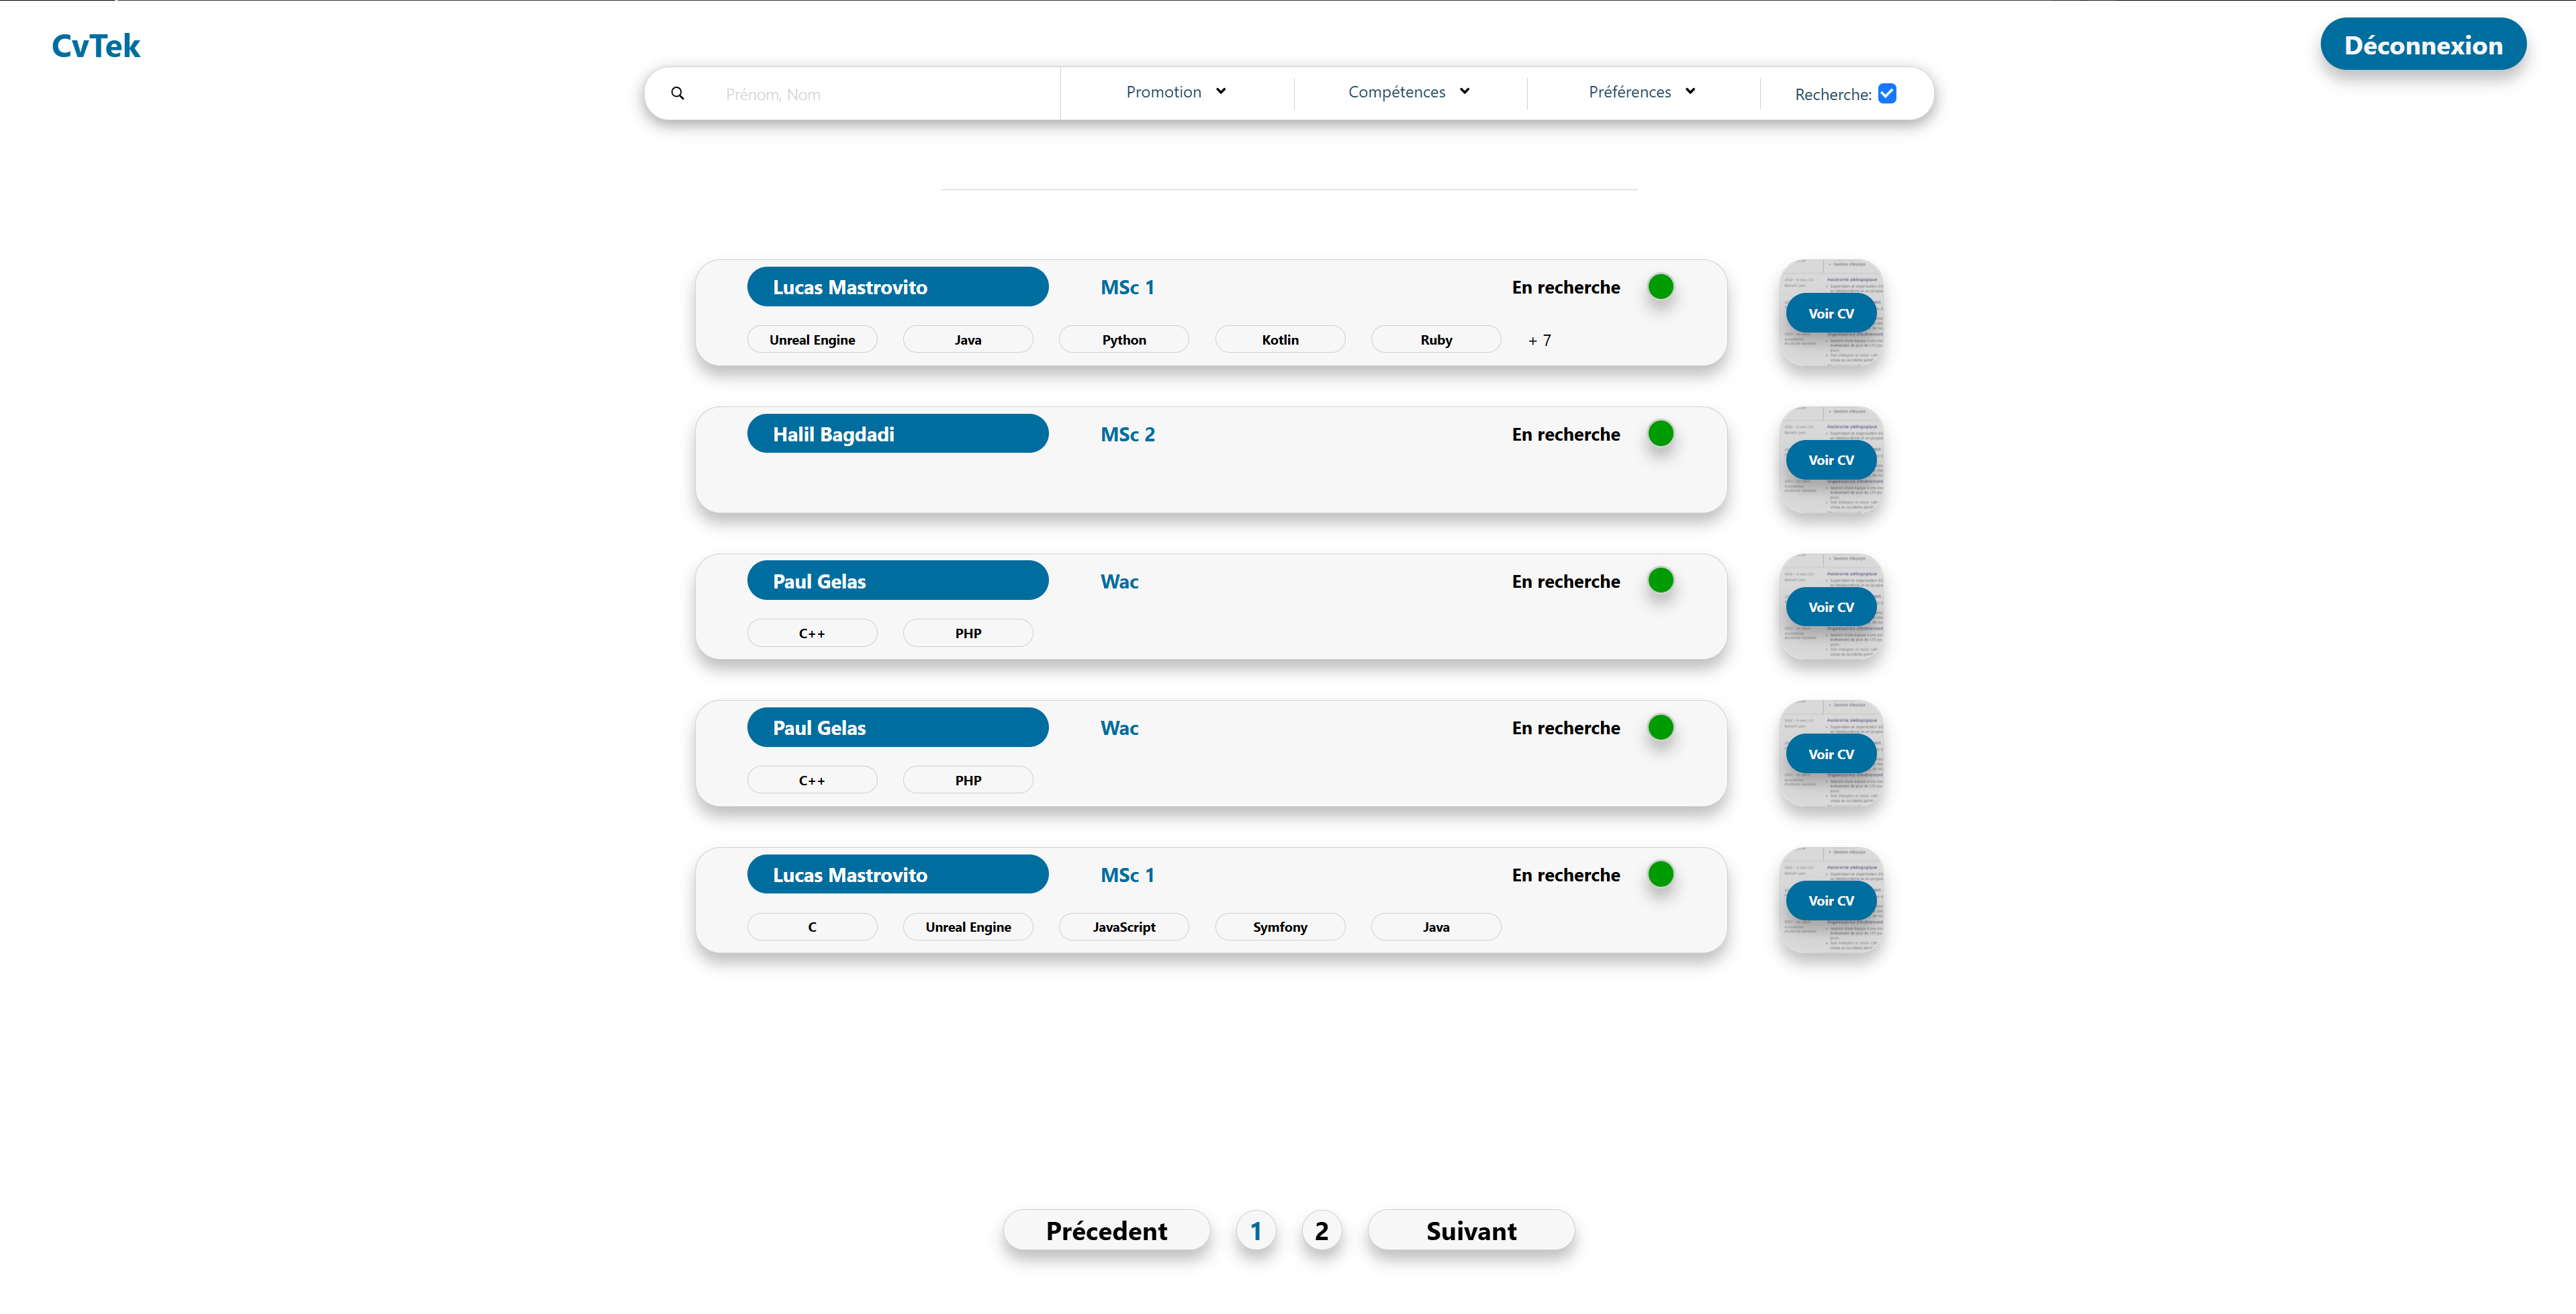 CvTek
Déconnexion
Prénom, Nom
Promotion
Compétences
Préférences
Recherche:
Lucas Mastrovito
MSc 1
En recherche
Unreal Engine
Java
Python
Kotlin
Ruby
+ 7
Voir CV
Halil Bagdadi
MSc 2
En recherche
Voir CV
Paul Gelas
Wac
En recherche
C++
PHP
Voir CV
Paul Gelas
Wac
En recherche
C++
PHP
Voir CV
Lucas Mastrovito
MSc 1
En recherche
C
Unreal Engine
JavaScript
Symfony
Java
Voir CV
Précedent
1
2
Suivant